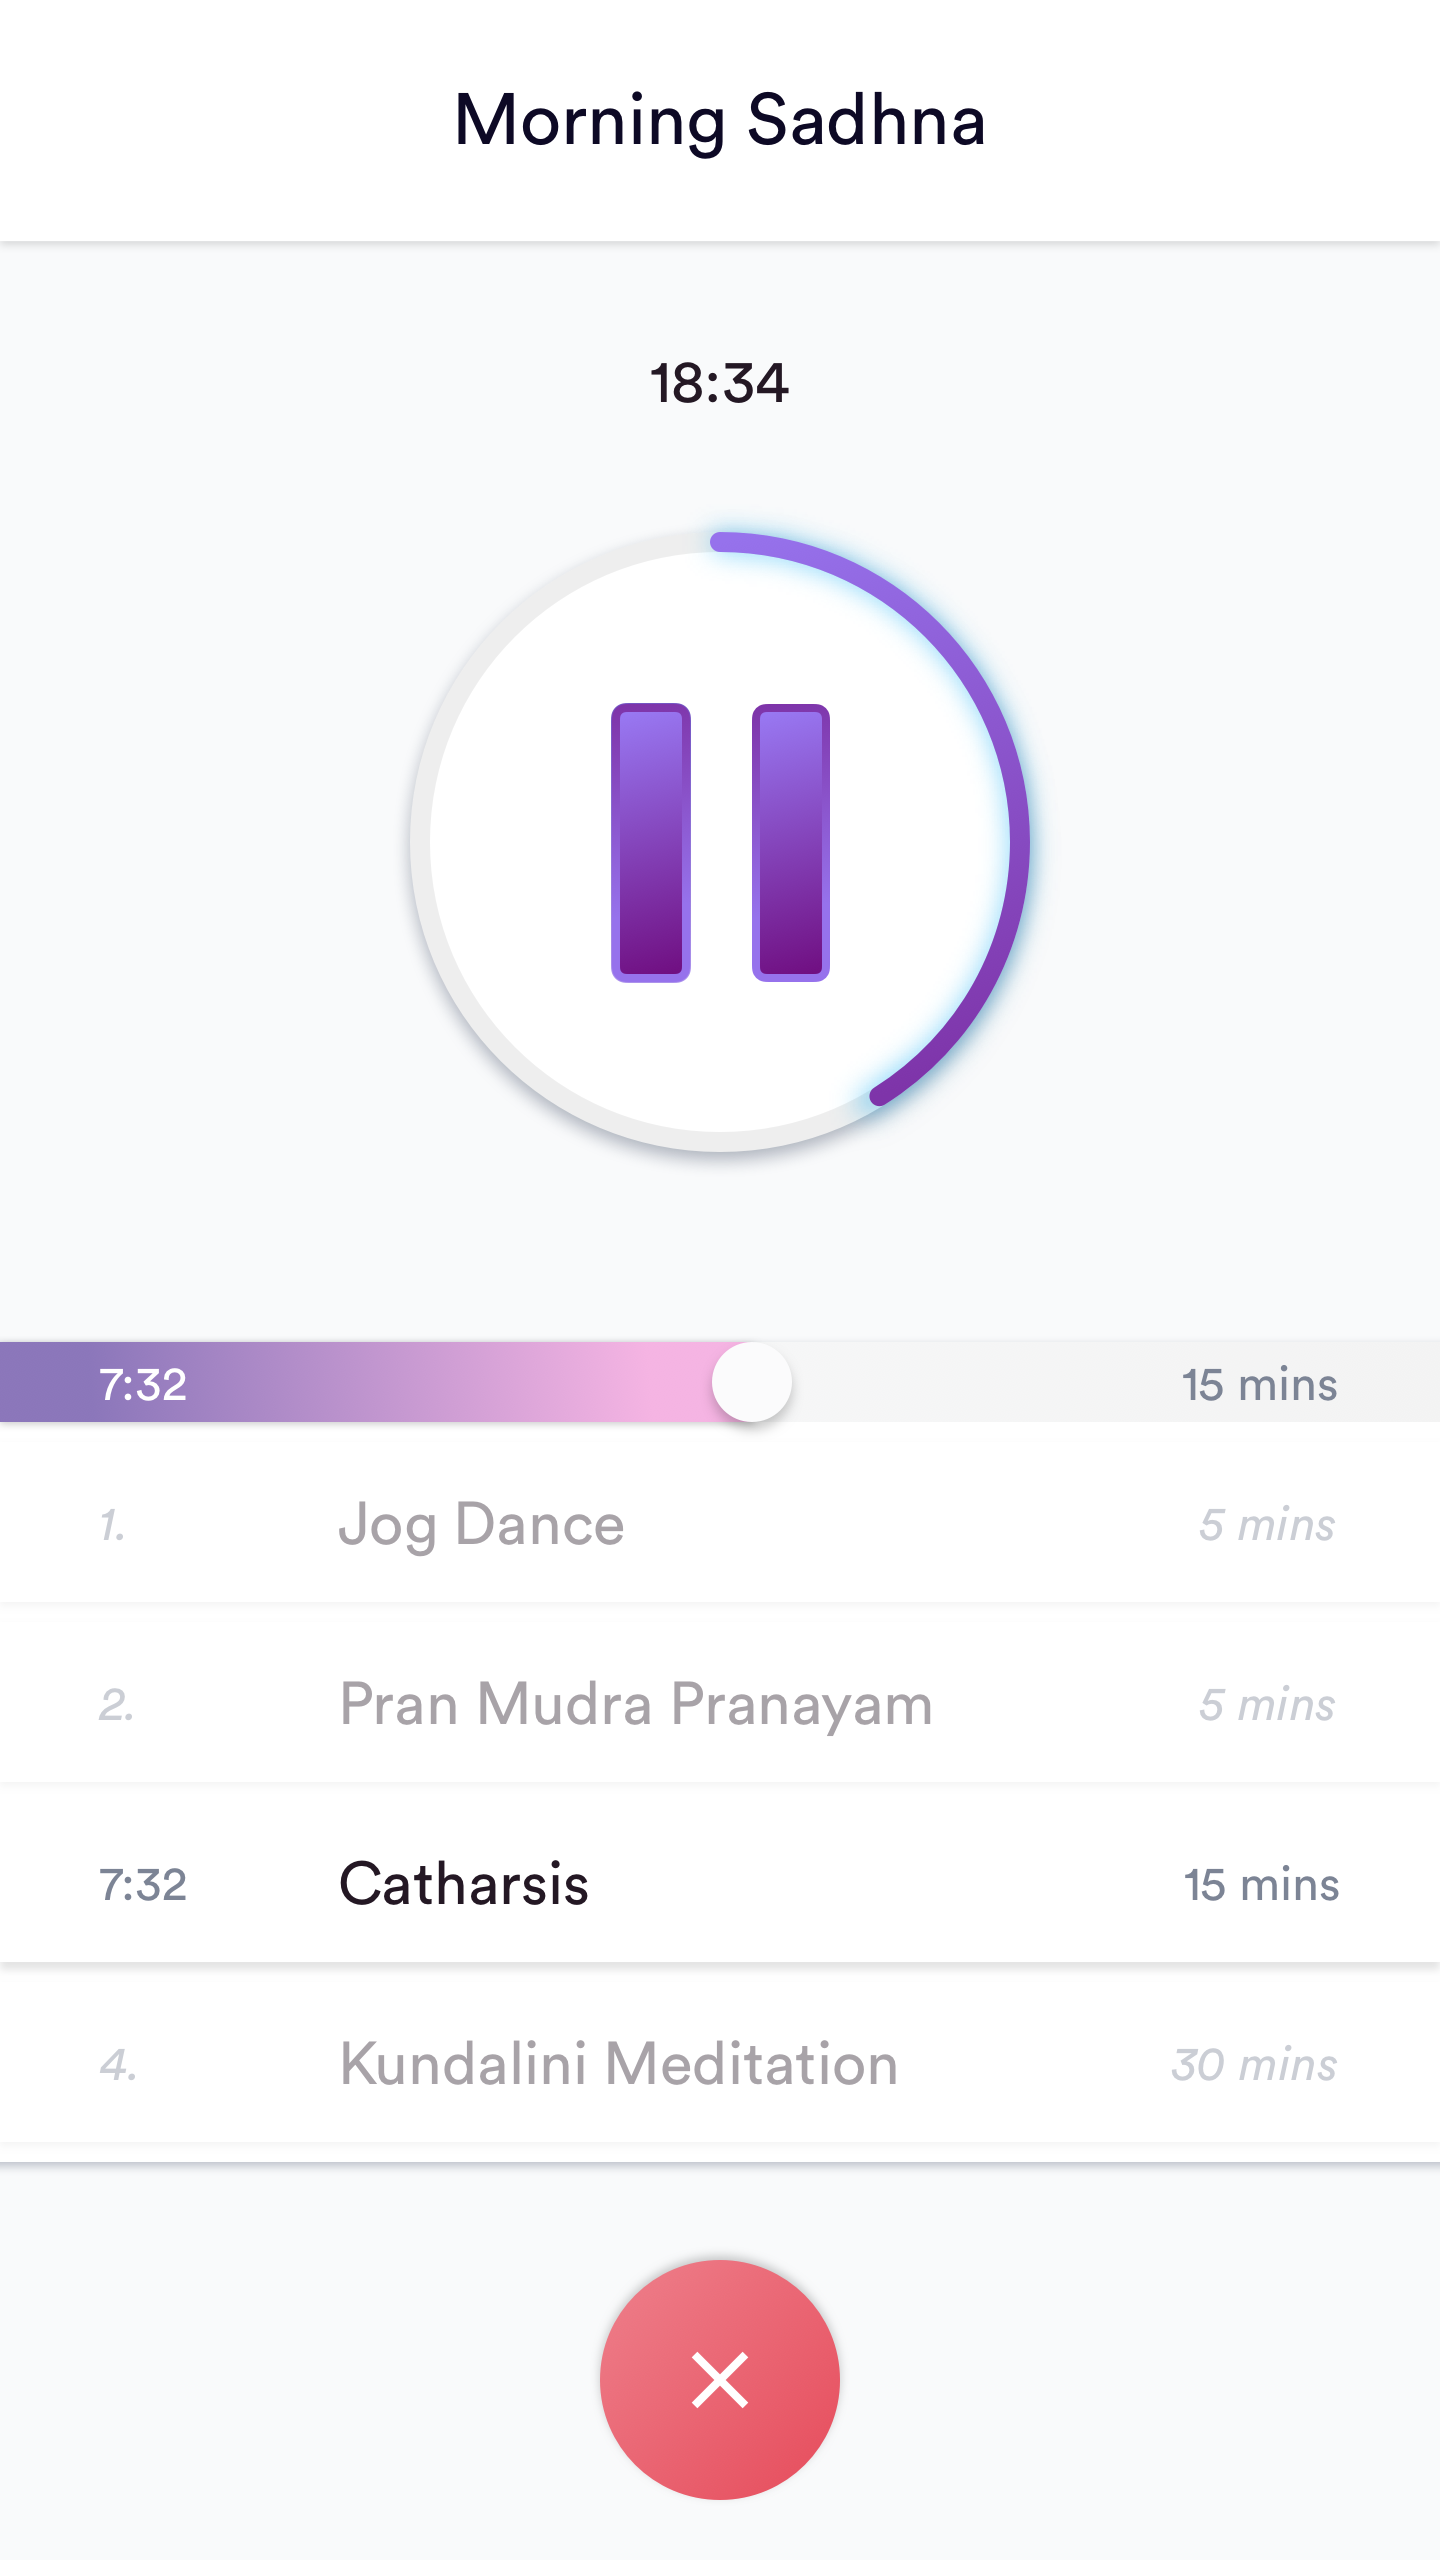 Morning Sadhna
18:34
7:32 15 mins
1. Jog Dance 5 mins
2. Pran Mudra Pranayam 5 mins
7:32 Catharsis 15 mins
4. Kundalini Meditation 30 mins